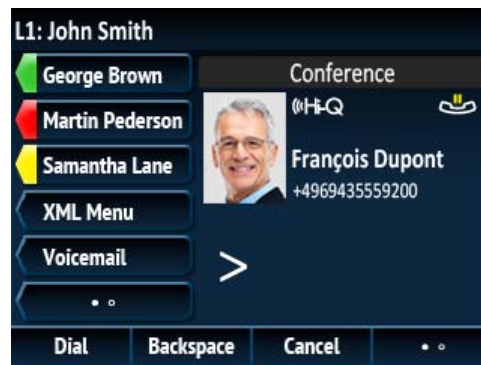 L1: John Smith
George Brown
Martin Pederson
Samantha Lane
XML Menu
Voicemail
Conference
Hi-Q
François Dupont
+4969435559200
>
Dial
Backspace
Cancel